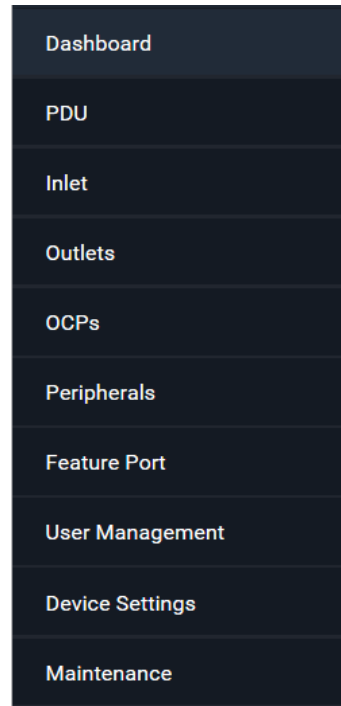 Dashboard
PDU
Inlet
Outlets
OCPs
Peripherals
Feature Port
User Management
Device Settings
Maintenance